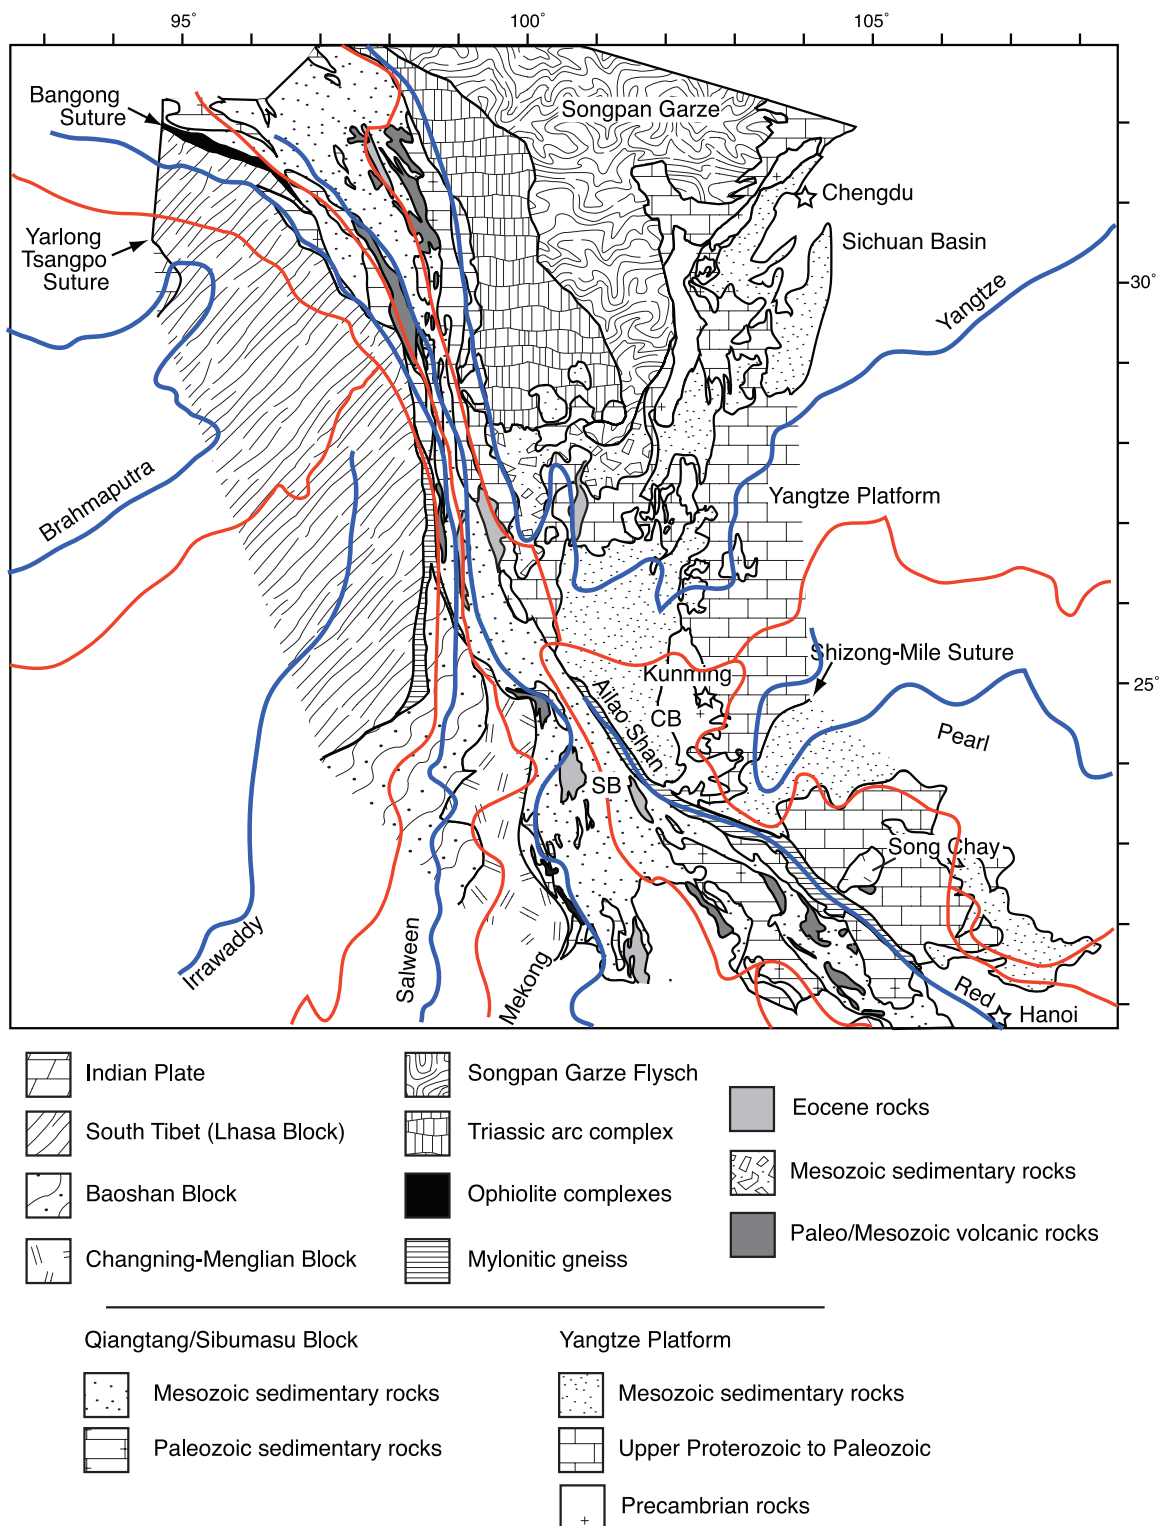 95°
100°
105°
Bangong
Suture
Songpan Garze
Chengdu
Sichuan Basin
Yarlong
Tsangpo
Suture
30°
Yangtze
Brahmaputra
Yangtze Platform
Shizong-Mile Suture
Kunming
25°
Ailao Shan
CB
Pearl
SB
Song Chay
Irrawaddy
Salween
Mekong
Red
Hanoi
Indian Plate
South Tibet (Lhasa Block)
Baoshan Block
Changning-Menglian Block
Songpan Garze Flysch
Triassic arc complex
Ophiolite complexes
Mylonitic gneiss
Eocene rocks
Mesozoic sedimentary rocks
Paleo/Mesozoic volcanic rocks
Qiangtang/Sibumasu Block
Mesozoic sedimentary rocks
Paleozoic sedimentary rocks
Yangtze Platform
Mesozoic sedimentary rocks
Upper Proterozoic to Paleozoic
Precambrian rocks